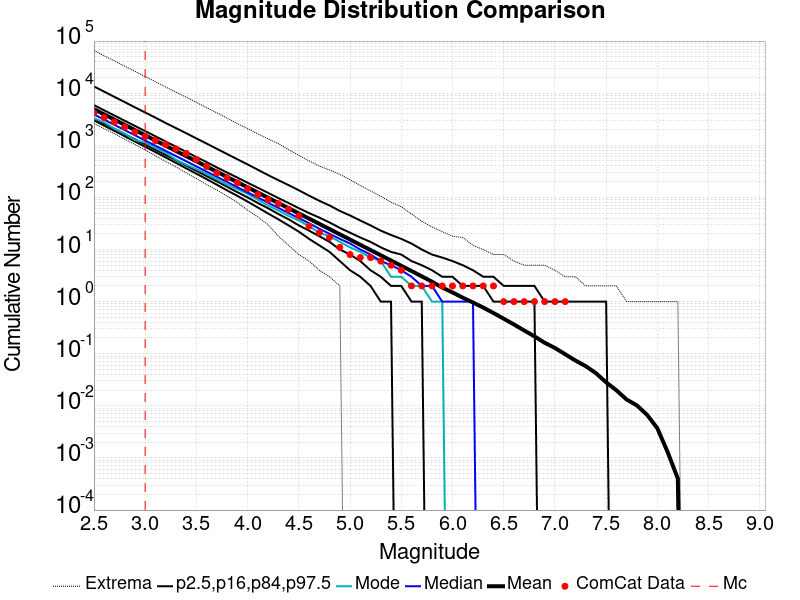 Magnitude Distribution Comparison
10^5
10^4
10^3
10^2
10^1
10^0
10^-1
10^-2
10^-3
10^-4
Cumulative Number
2.5 3.0 3.5 4.0 4.5 5.0 5.5 6.0 6.5 7.0 7.5 8.0 8.5 9.0
Magnitude
Extrema p2.5,p16,p84,p97.5 Mode Median Mean ComCat Data Mc